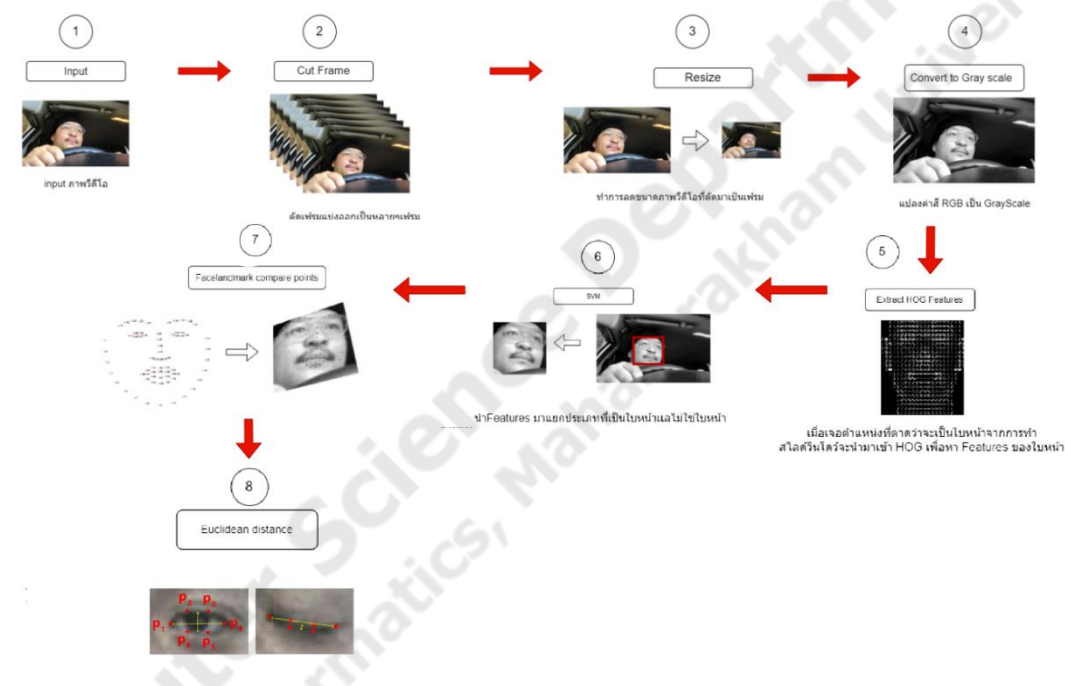 1
Input
input ภาพวีดีโอ
2
Cut Frame
ตัดเฟรมแบ่งออกเป็นหลายๆเฟรม
3
Resize
ทำการลดขนาดภาพวีดีโอที่ตัดมาเป็นเฟรม
4
Convert to Gray scale
แปลงค่าสี RGB เป็น GrayScale
5
Extract HOG Features
เมื่อเจอตำแหน่งที่คาดว่าจะเป็นใบหน้าจากการทำ
สไลด์วินโดว์จะนำมาเข้า HOG เพื่อหา Features ของใบหน้า
6
SVM
นำFeatures มาแยกประเภทที่เป็นใบหน้าแลไม่ใช่ใบหน้า
7
Facelandmark compare points
8
Euclidean distance
p1 p2 p3 p4 p5 p6
Science Department
matics, Mahasarakham Univer